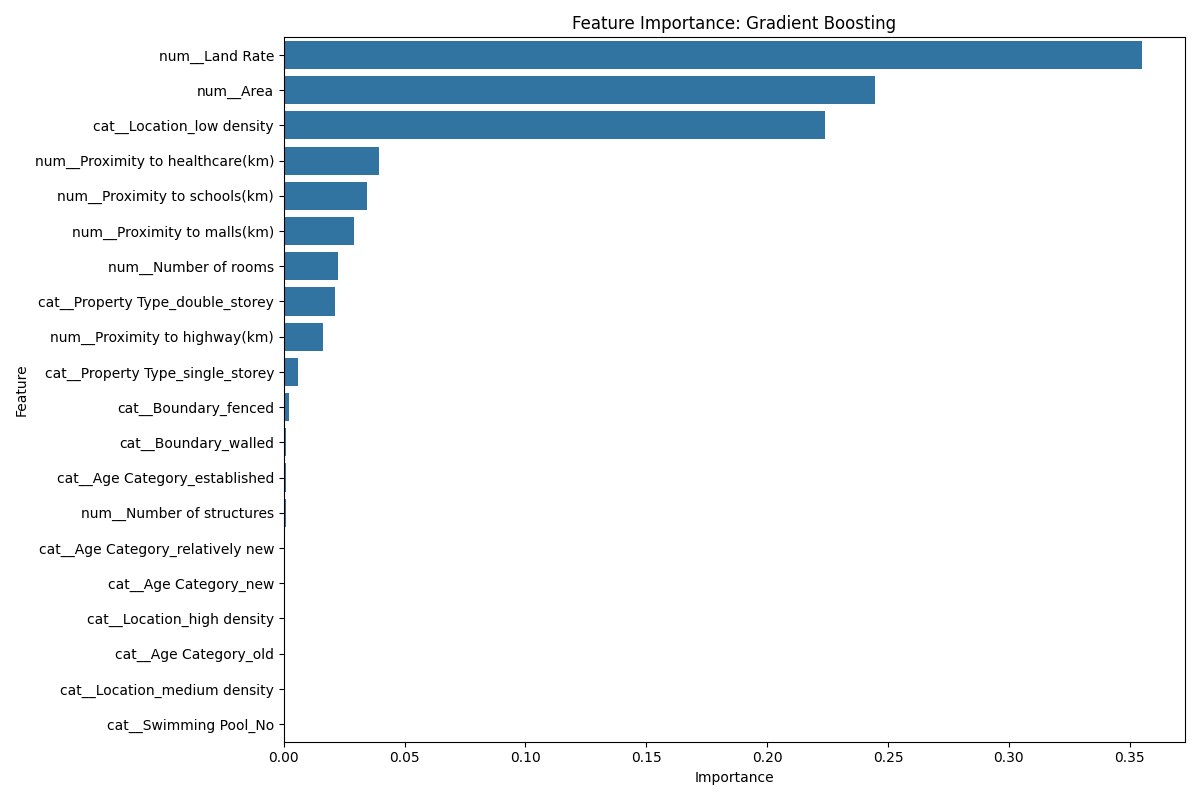 Feature Importance: Gradient Boosting
num__Land Rate
num__Area
cat__Location_low density
num__Proximity to healthcare(km)
num__Proximity to schools(km)
num__Proximity to malls(km)
num__Number of rooms
cat__Property Type_double_storey
num__Proximity to highway(km)
cat__Property Type_single_storey
cat__Boundary_fenced
cat__Boundary_walled
cat__Age Category_established
num__Number of structures
cat__Age Category_relatively new
cat__Age Category_new
cat__Location_high density
cat__Age Category_old
cat__Location_medium density
cat__Swimming Pool_No
Feature
0.00 0.05 0.10 0.15 0.20 0.25 0.30 0.35
Importance